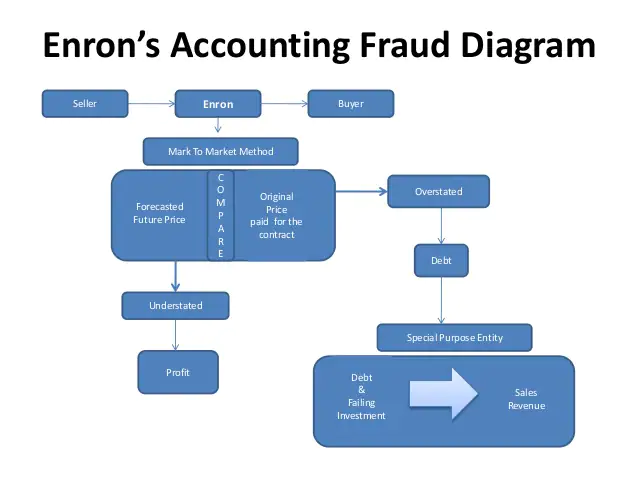 Enron’s Accounting Fraud Diagram
Seller
Enron
Buyer
Mark To Market Method
Forecasted
Future Price
C
O
M
P
A
R
E
Original
Price
paid for the
contract
Overstated
Debt
Understated
Special Purpose Entity
Profit
Debt
&
Failing
Investment
Sales
Revenue